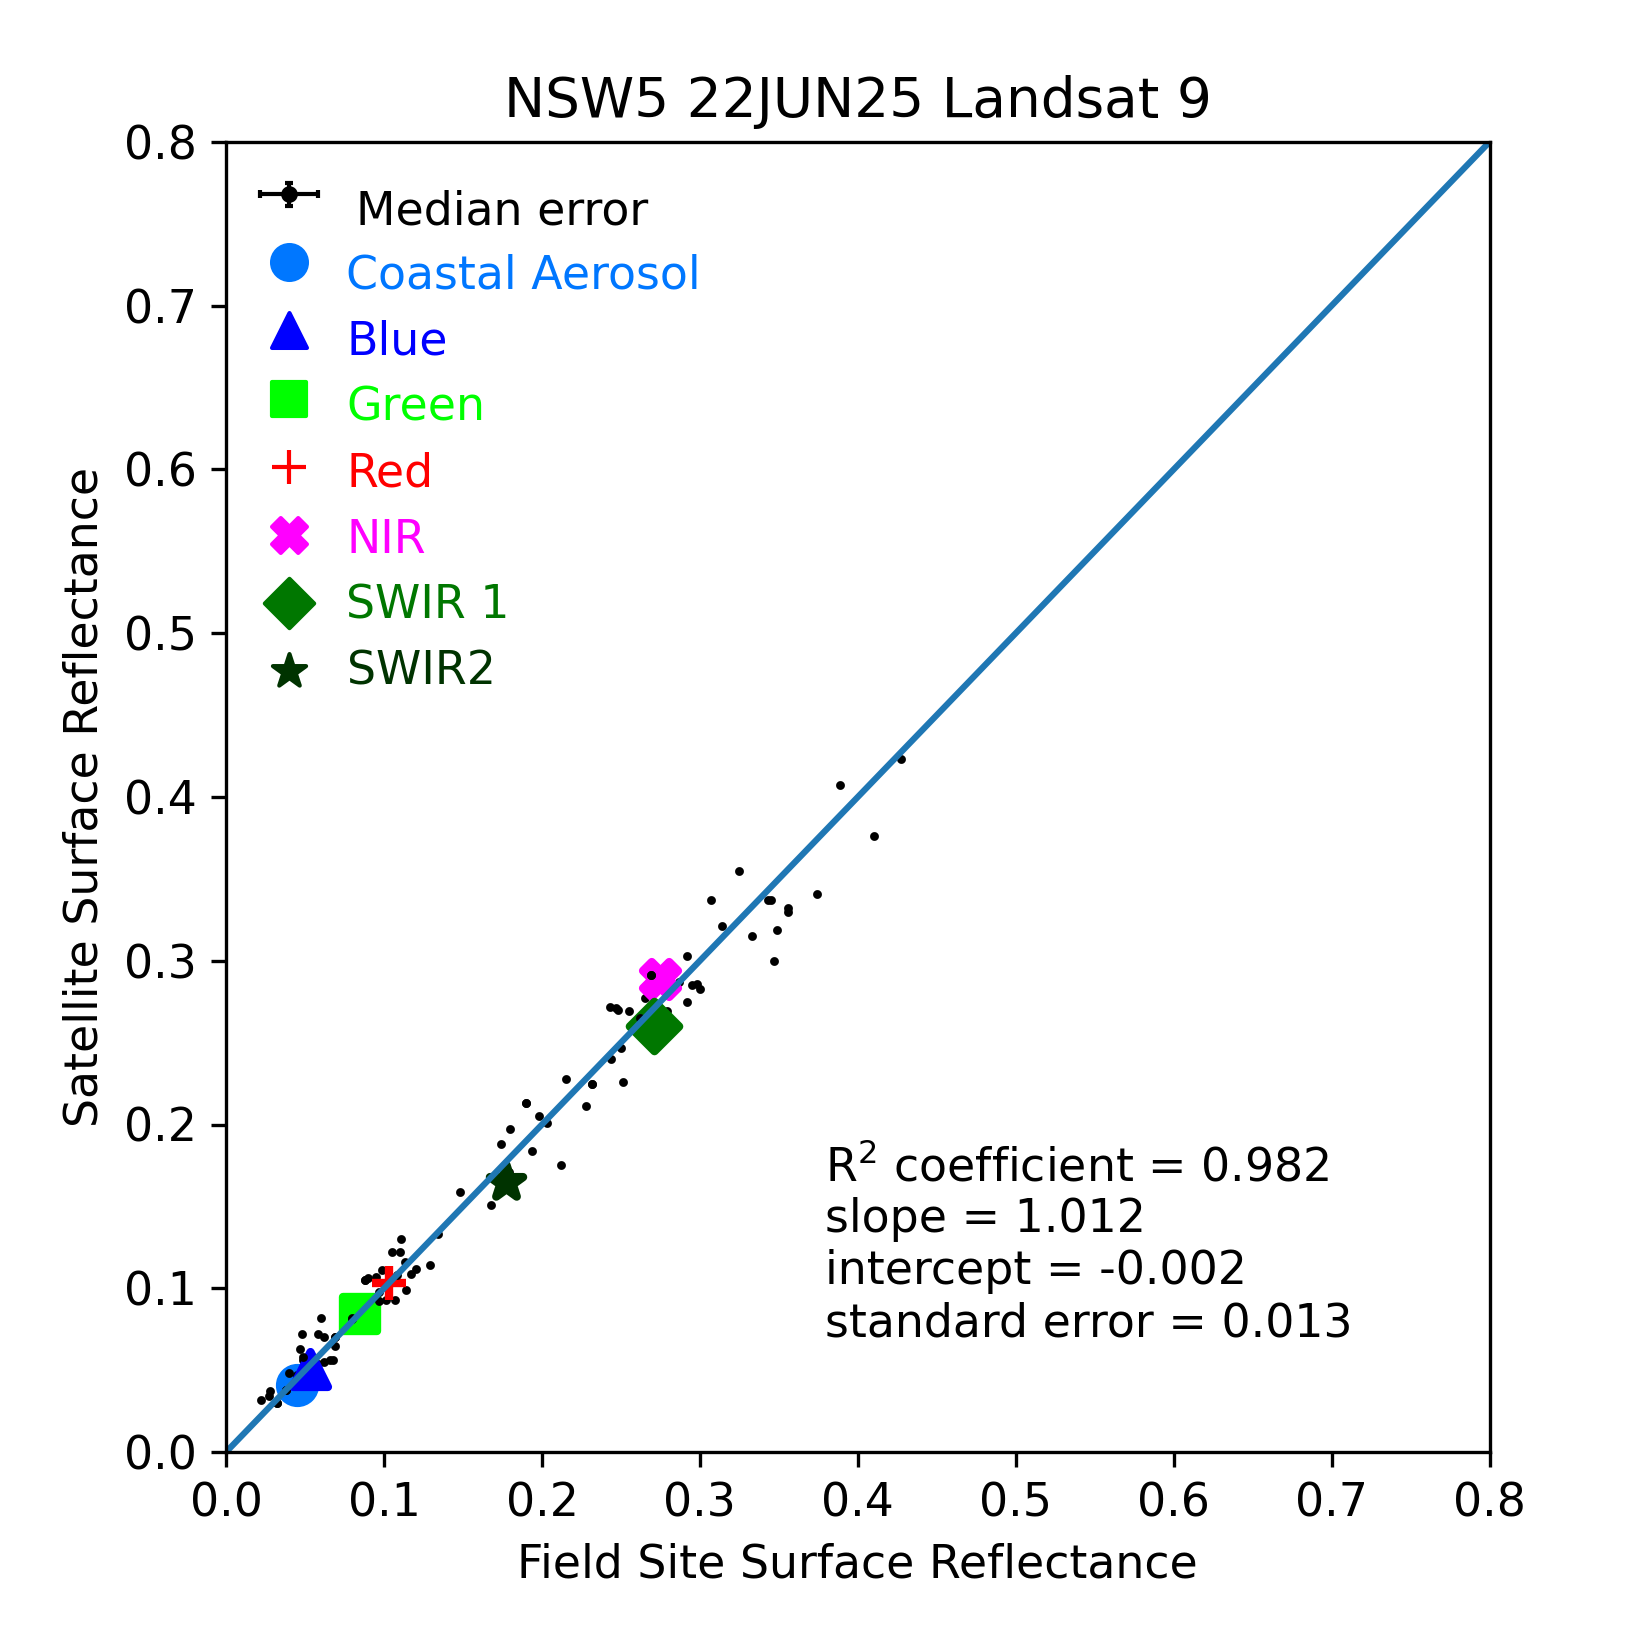 NSW5 22JUN25 Landsat 9
0.8
0.7
0.6
0.5
0.4
0.3
0.2
0.1
0.0
Satellite Surface Reflectance
Median error
Coastal Aerosol
Blue
Green
Red
NIR
SWIR 1
SWIR2
R² coefficient = 0.982
slope = 1.012
intercept = -0.002
standard error = 0.013
0.0 0.1 0.2 0.3 0.4 0.5 0.6 0.7 0.8
Field Site Surface Reflectance